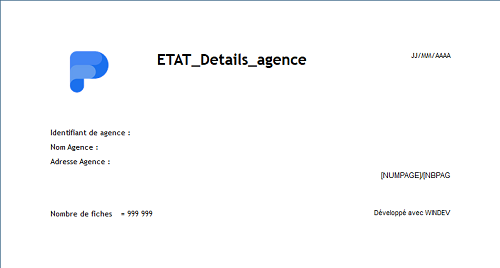 ETAT_Details_agence
JJ/MM/AAAA
Identifiant de agence :
Nom Agence :
Adresse Agence :
[NUMPAGE]/[NBPAG
Nombre de fiches = 999 999
Développé avec WINDEV